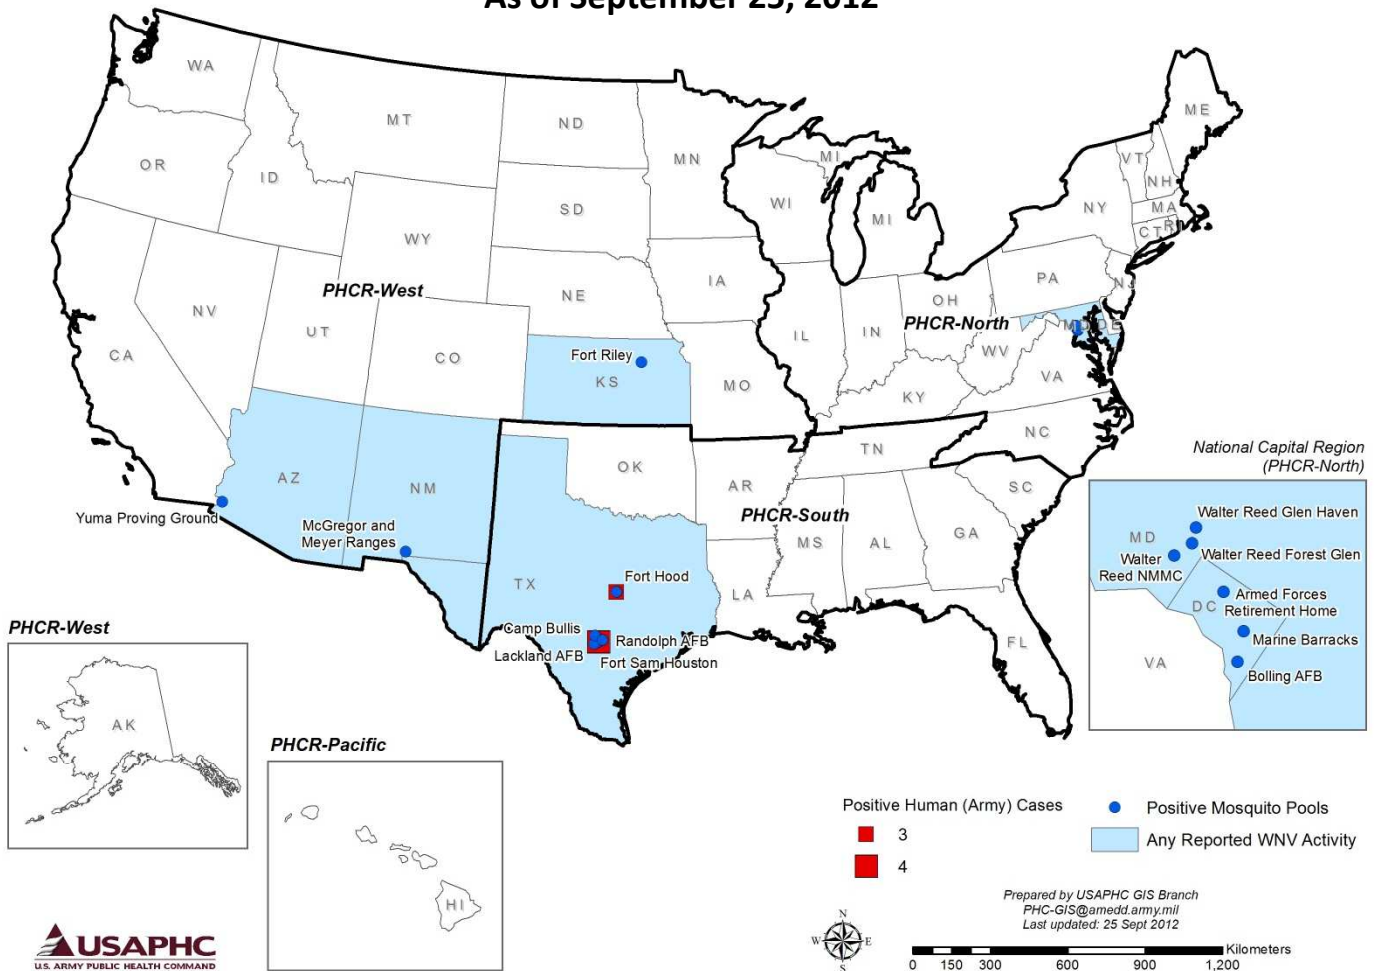 As of September 25, 2012
WA
MT
ND
MN
OR
ID
SD
WI
MI
MI
ME
VT
NH
NY
MA
RI
CT
WY
PHCR-West
NE
IA
PA
NJ
NV
UT
CO
IL
IN
OH
PHCR-North
MD
DE
WV
CA
Fort Riley
KS
MO
KY
VA
AZ
NM
OK
AR
TN
NC
PHCR-South
SC
MS
AL
GA
Yuma Proving Ground
McGregor and
Meyer Ranges
TX
Fort Hood
LA
Camp Bullis
Randolph AFB
Lackland AFB
Fort Sam Houston
FL
National Capital Region
(PHCR-North)
Walter Reed Glen Haven
MD
Walter
Reed NMMC
Walter Reed Forest Glen
DC
Armed Forces
Retirement Home
Marine Barracks
VA
Bolling AFB
PHCR-West
AK
PHCR-Pacific
HI
Positive Human (Army) Cases
3
4
Positive Mosquito Pools
Any Reported WNV Activity
Prepared by USAPHC GIS Branch
PHC-GIS@amedd.army.mil
Last updated: 25 Sept 2012
N
W
E
S
Kilometers
0 150 300 600 900 1,200
USAPHC
U.S. ARMY PUBLIC HEALTH COMMAND